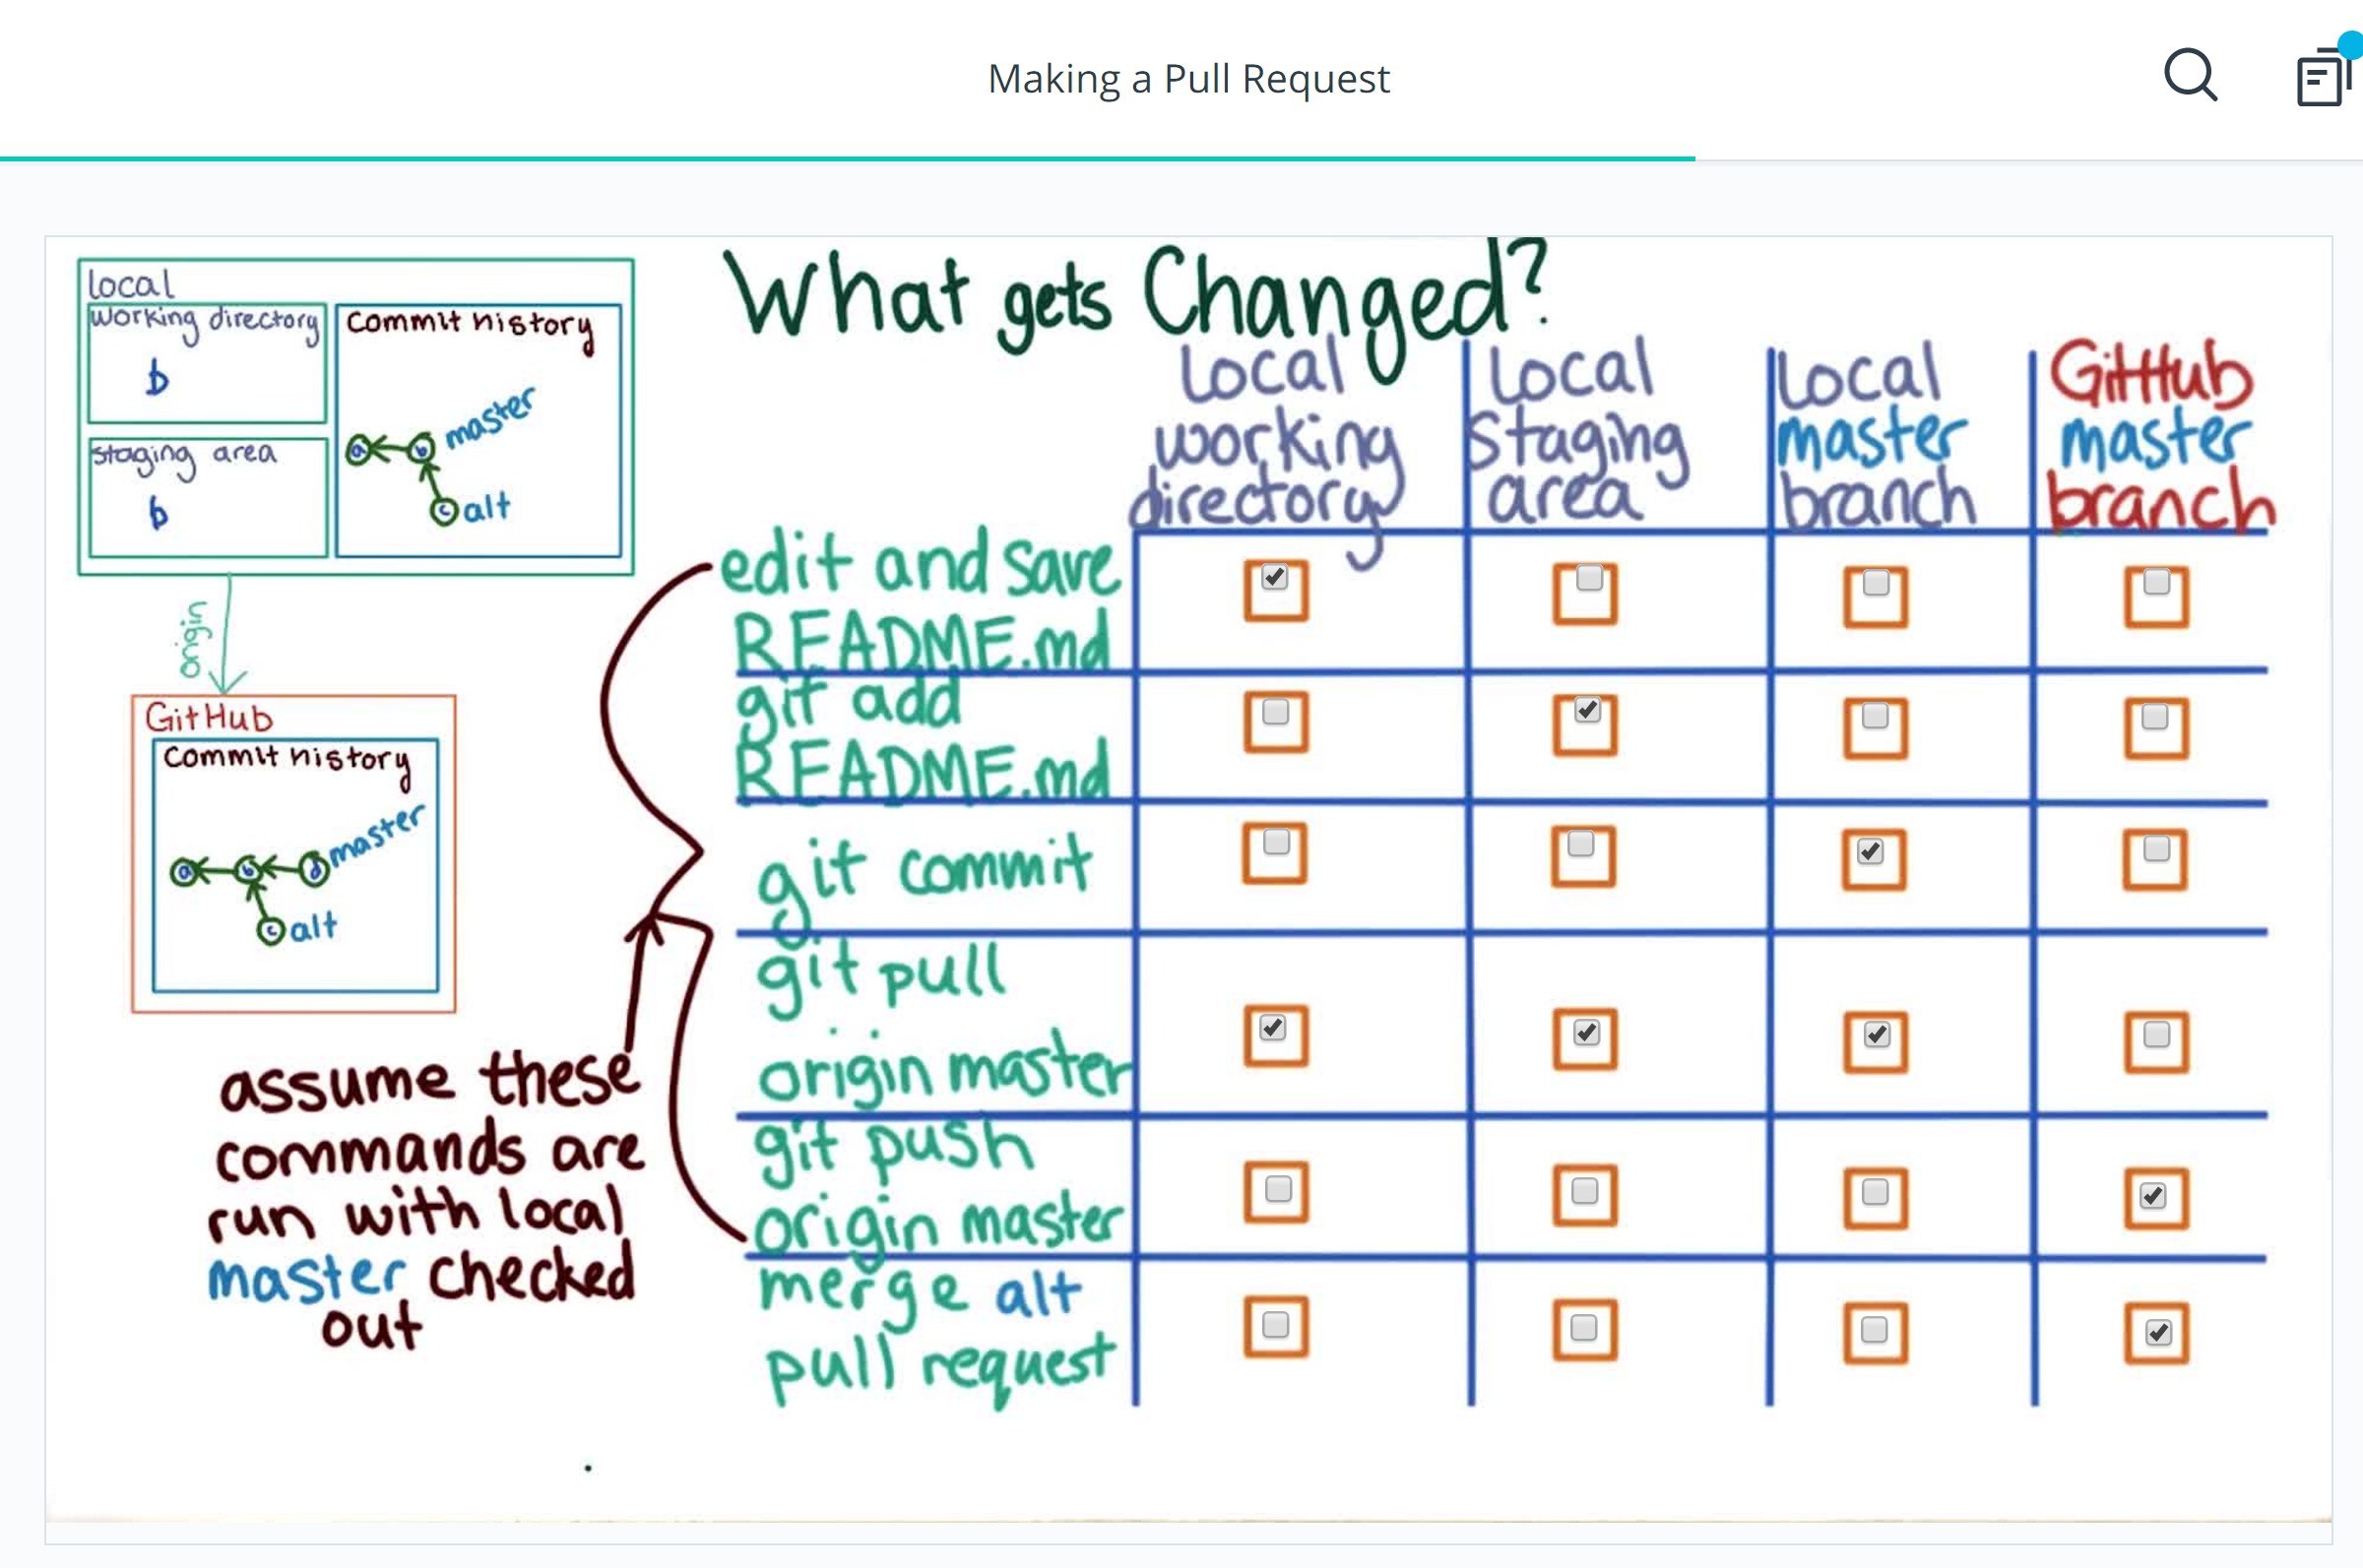 Making a Pull Request
What gets Changed?
local
working directory
b
staging area
b
commit history
a
b
master
c
alt
origin
GitHub
commit history
a
b
d
master
c
alt
assume these
commands are
run with local
master checked
out
local
working
directory
local
staging
area
local
master
branch
GitHub
master
branch
edit and save
README.md
git add
README.md
git commit
git pull
origin master
git push
origin master
merge alt
pull request